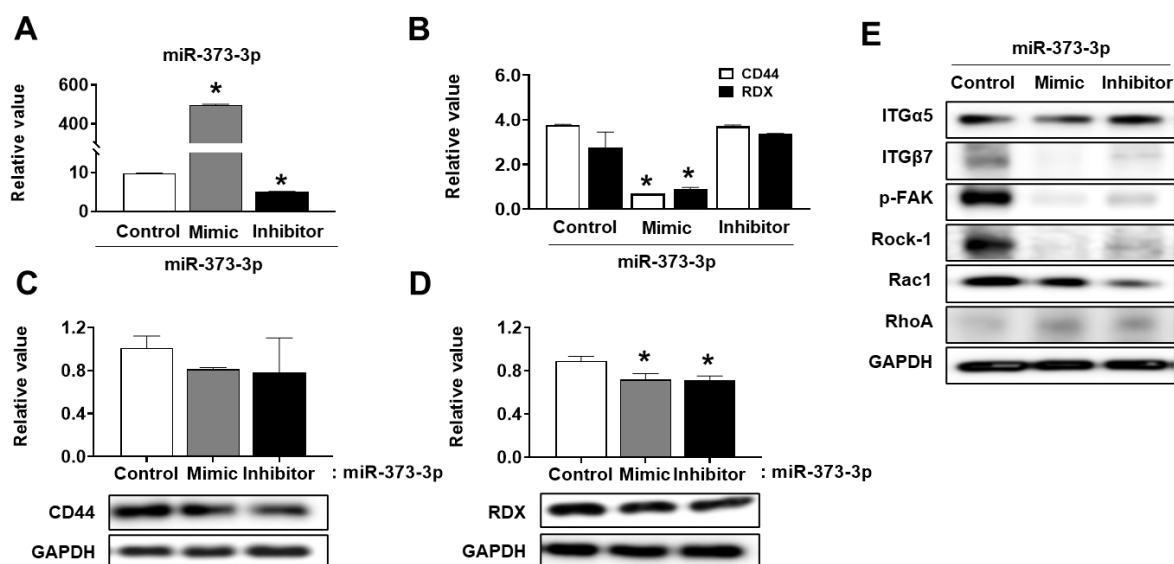 A
miR-373-3p
Relative value
600
400
10
0
*
*
Control Mimic Inhibitor
miR-373-3p
B
Relative value
6.0
4.0
2.0
0.0
CD44
RDX
* *
Control Mimic Inhibitor
miR-373-3p
C
Relative value
1.2
0.8
0.4
0.0
Control Mimic Inhibitor : miR-373-3p
CD44
GAPDH
D
Relative value
1.2
0.8
0.4
0.0
* *
Control Mimic Inhibitor : miR-373-3p
RDX
GAPDH
E
miR-373-3p
Control Mimic Inhibitor
ITGα5
ITGβ7
p-FAK
Rock-1
Rac1
RhoA
GAPDH